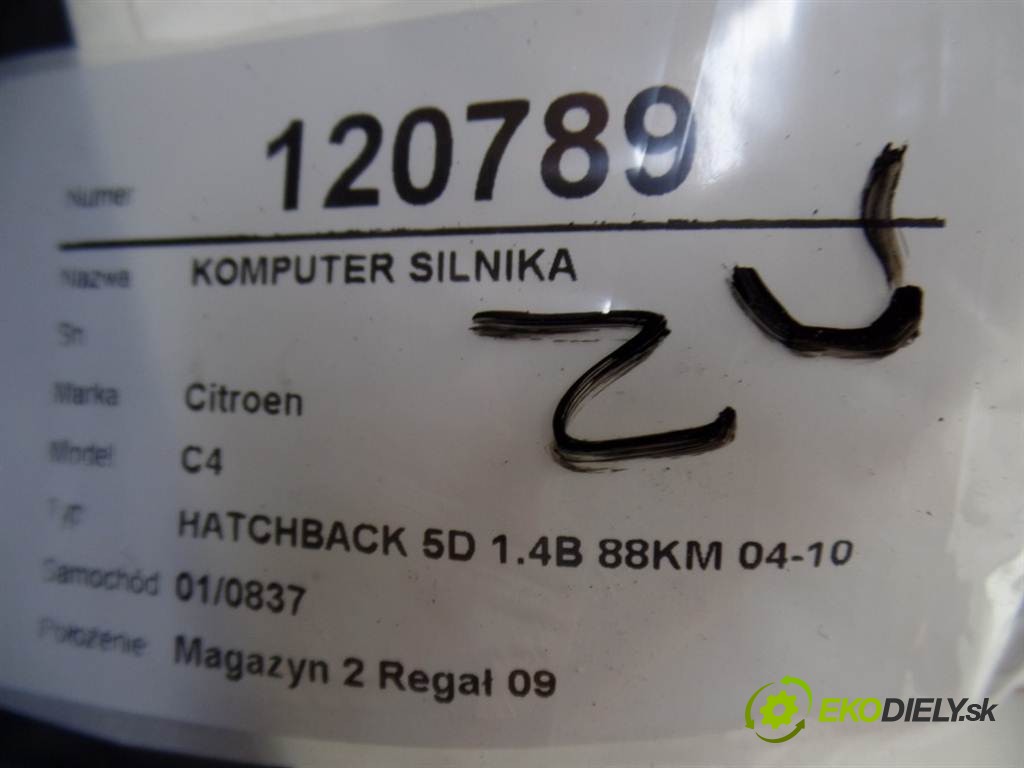 Numer 120789
Nazwa KOMPUTER SILNIKA
Sn
Marka Citroen
Model C4
Typ HATCHBACK 5D 1.4B 88KM 04-10
Samochód 01/0837
Położenie Magazyn 2 Regał 09
EKODIELY.sk